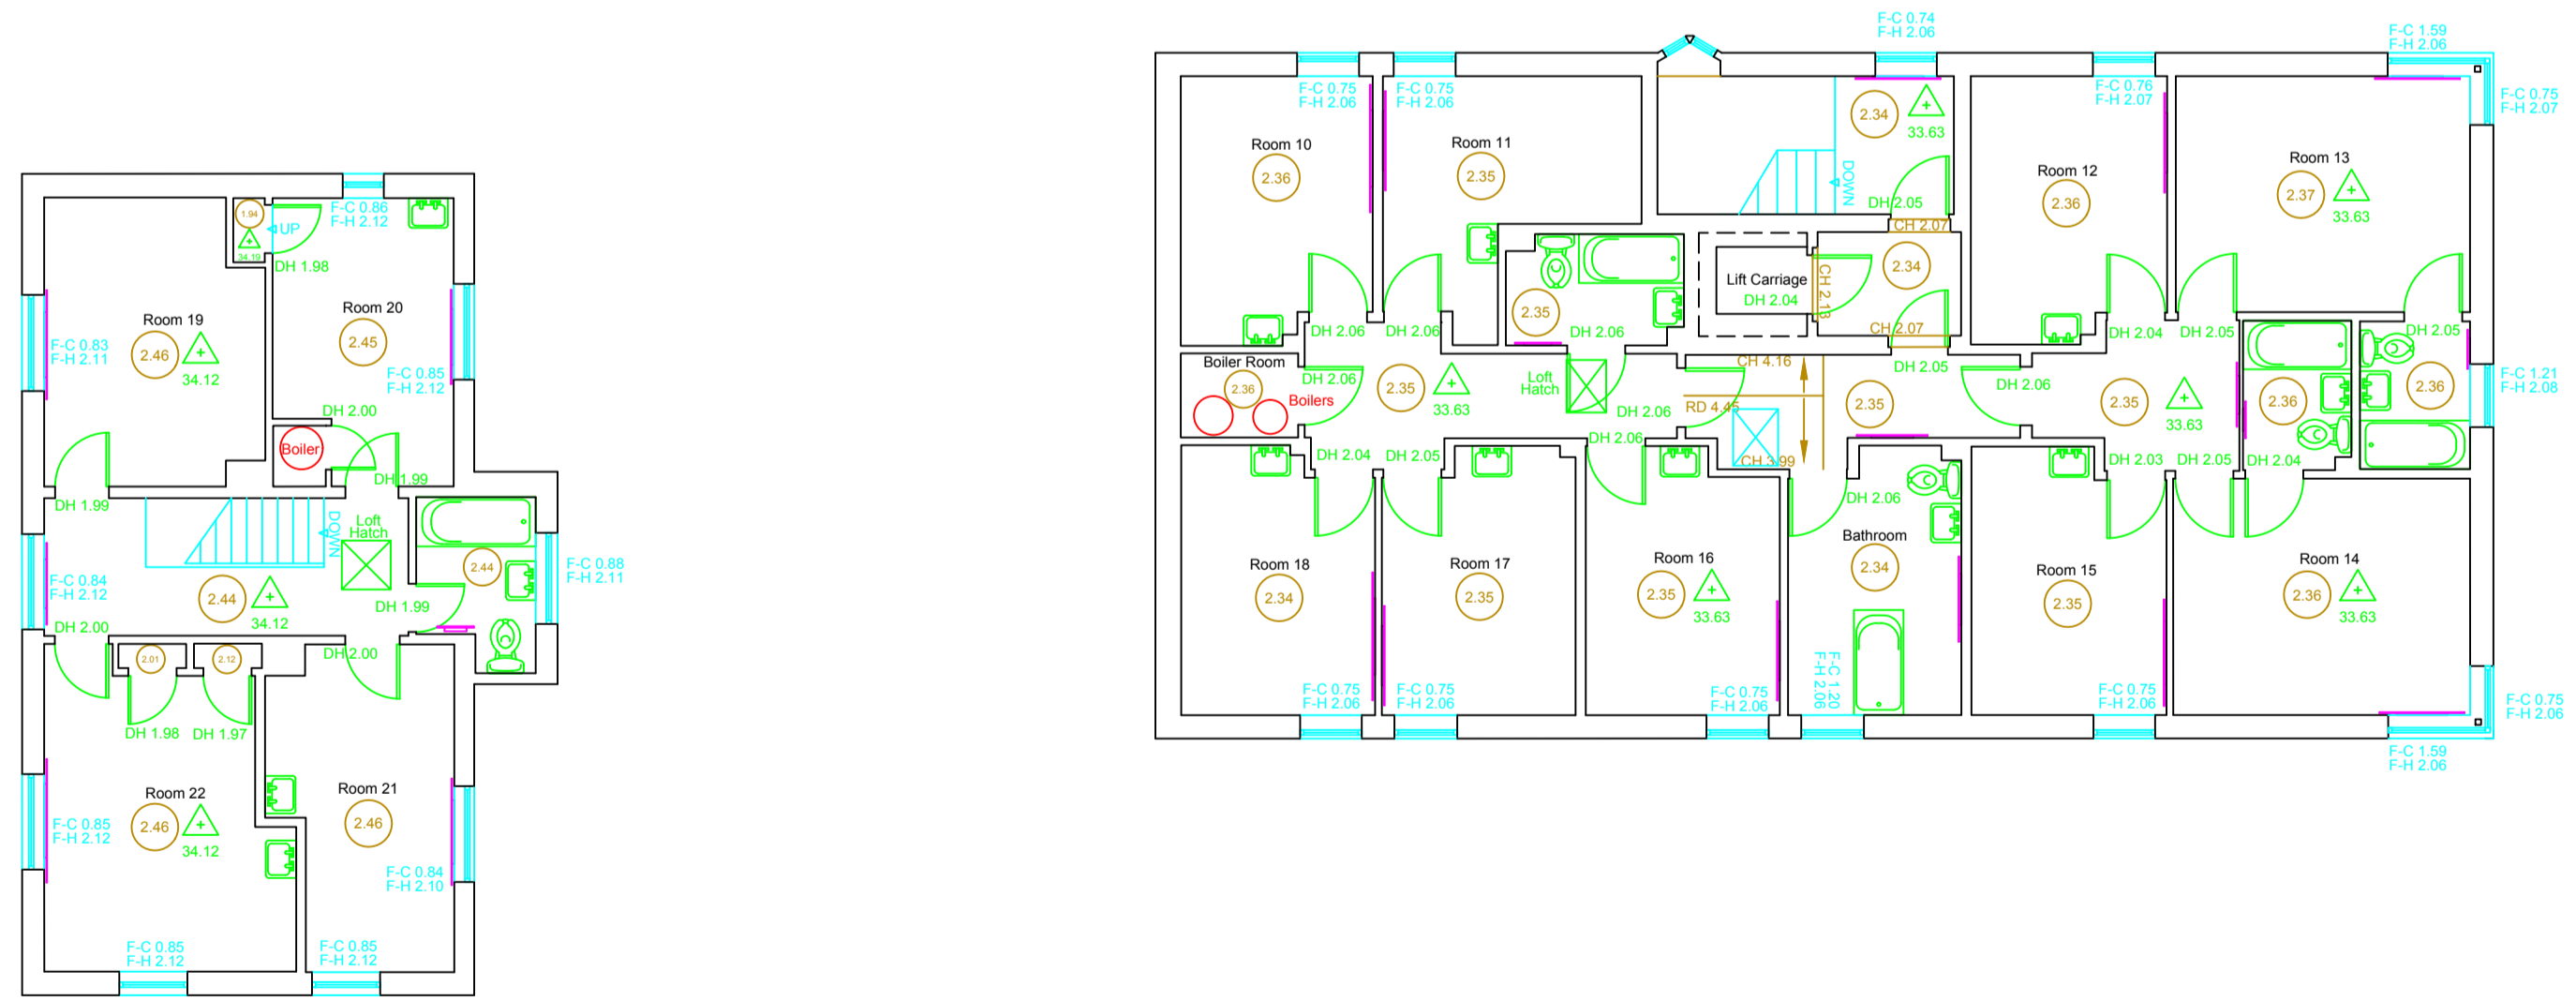 1.94
34.19
UP
F-C 0.86
F-H 2.12
DH 1.98
Room 19
2.46
34.12
F-C 0.83
F-H 2.11
Room 20
2.45
F-C 0.85
F-H 2.12
DH 2.00
Boiler
DH 1.99
DH 1.99
DOWN
Loft
Hatch
F-C 0.84
F-H 2.12
2.44
34.12
2.44
F-C 0.88
F-H 2.11
DH 1.99
DH 2.00
DH 2.00
2.01
2.12
DH 1.98
DH 1.97
Room 22
2.46
34.12
F-C 0.85
F-H 2.12
Room 21
2.46
F-C 0.84
F-H 2.10
F-C 0.85
F-H 2.12
F-C 0.85
F-H 2.12
F-C 0.75
F-H 2.06
F-C 0.75
F-H 2.06
Room 10
2.36
Room 11
2.35
F-C 0.74
F-H 2.06
2.34
33.63
DOWN
DH 2.05
CH 2.07
2.34
CH 2.13
CH 2.07
Lift Carriage
DH 2.04
F-C 0.76
F-H 2.07
Room 12
2.36
F-C 1.59
F-H 2.06
F-C 0.75
F-H 2.07
Room 13
2.37
33.63
2.35
DH 2.06
DH 2.06
DH 2.06
DH 2.04
DH 2.05
DH 2.05
Boiler Room
2.36
Boilers
DH 2.06
2.35
33.63
Loft
Hatch
DH 2.06
DH 2.06
CH 4.16
RD 4.45
CH 3.99
2.35
DH 2.05
DH 2.06
2.35
33.63
2.36
2.36
F-C 1.21
F-H 2.08
DH 2.04
DH 2.05
DH 2.06
DH 2.03
DH 2.05
DH 2.04
Room 18
2.34
F-C 0.75
F-H 2.06
Room 17
2.35
F-C 0.75
F-H 2.06
Room 16
2.35
33.63
F-C 0.75
F-H 2.06
Bathroom
2.34
F-C 1.20
F-H 2.06
Room 15
2.35
F-C 0.75
F-H 2.06
Room 14
2.36
33.63
F-C 0.75
F-H 2.06
F-C 1.59
F-H 2.06